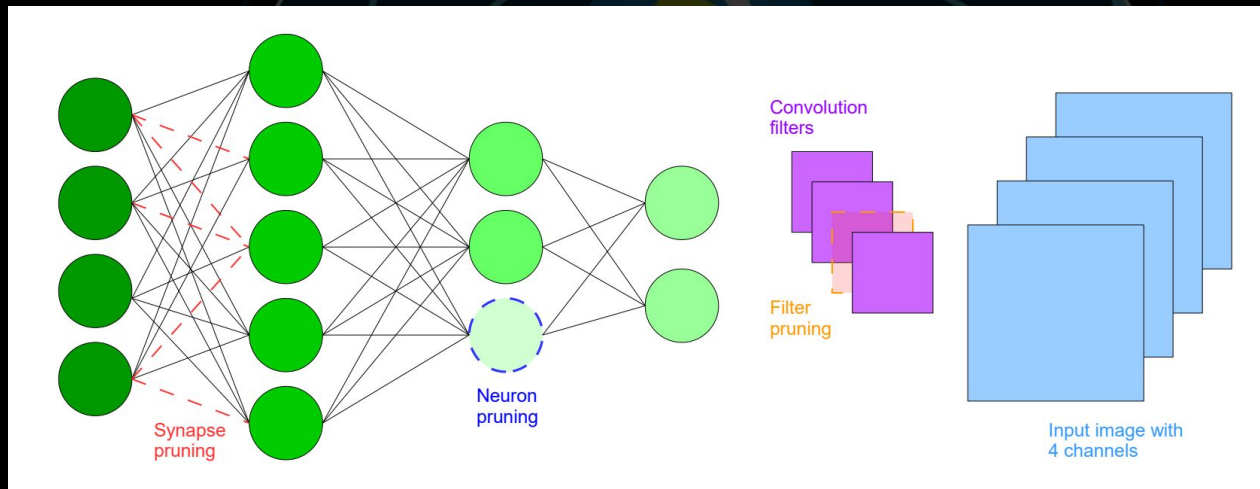 Synapse
pruning
Neuron
pruning
Convolution
filters
Filter
pruning
Input image with
4 channels